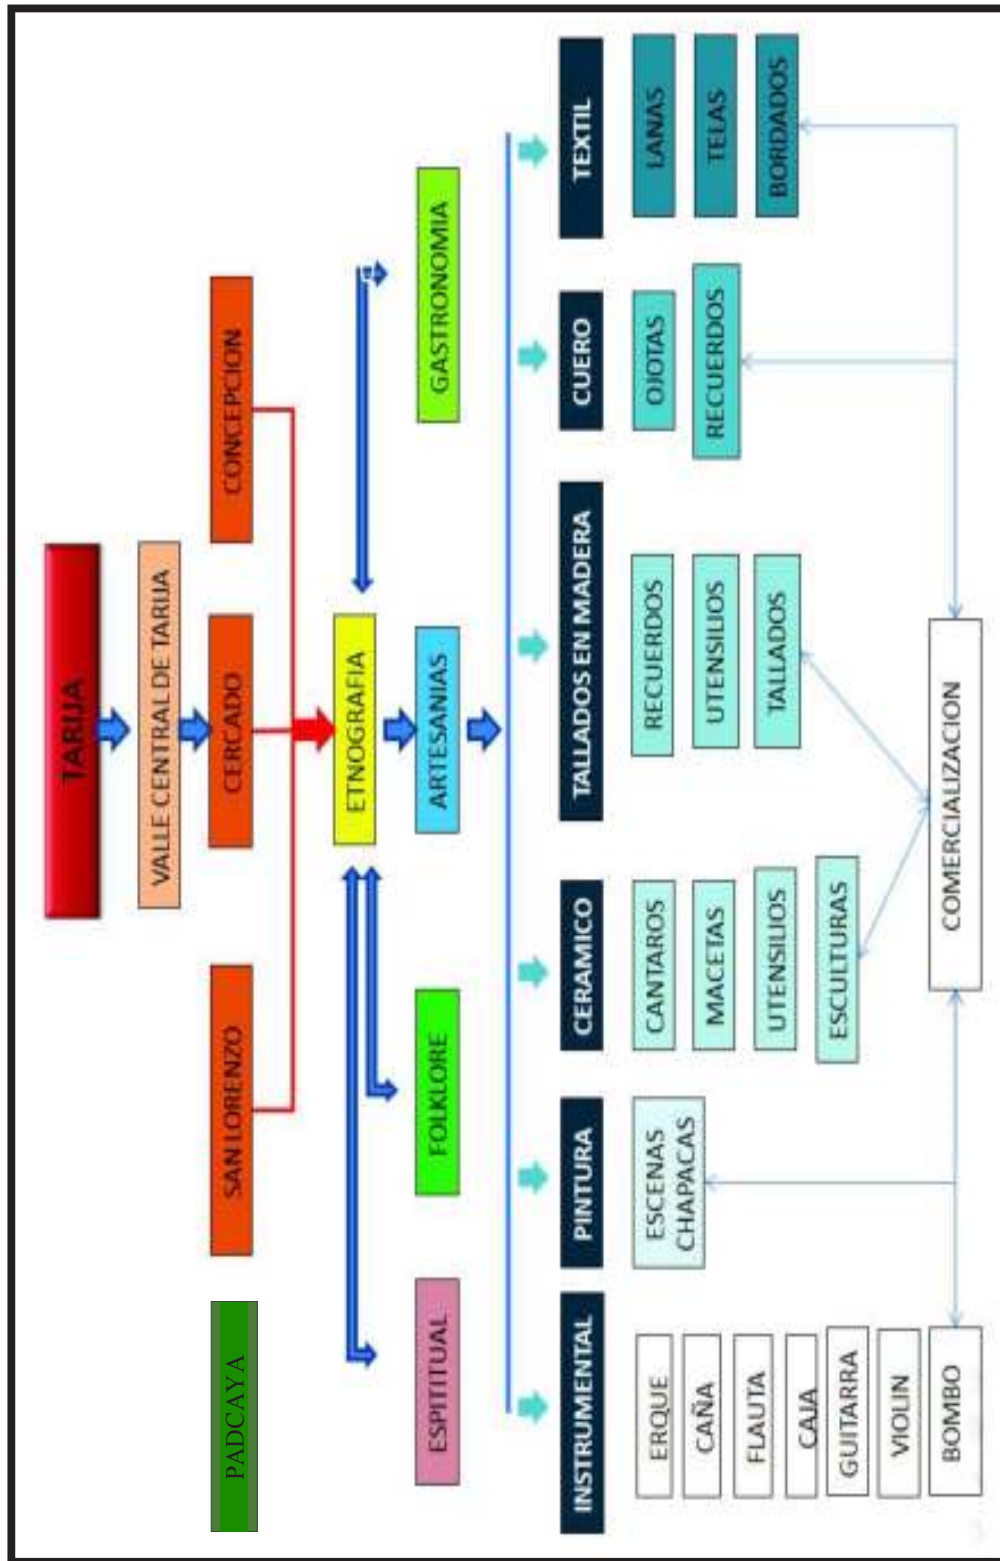 TARIJA
VALLE CENTRAL DE TARIJA
PADCAYA
SAN LORENZO
CERCADO
CONCEPCION
ETNOGRAFIA
ESPITITUAL
FOLKLORE
ARTESANIAS
GASTRONOMIA
INSTRUMENTAL
ERQUE
CAÑA
FLAUTA
CAJA
GUITARRA
VIOLIN
BOMBO
PINTURA
ESCENAS
CHAPACAS
CERAMICO
CANTAROS
MACETAS
UTENSILIOS
ESCULTURAS
TALLADOS EN MADERA
RECUERDOS
UTENSILIOS
TALLADOS
CUERO
OJOTAS
RECUERDOS
TEXTIL
LANAS
TELAS
BORDADOS
COMERCIALIZACION